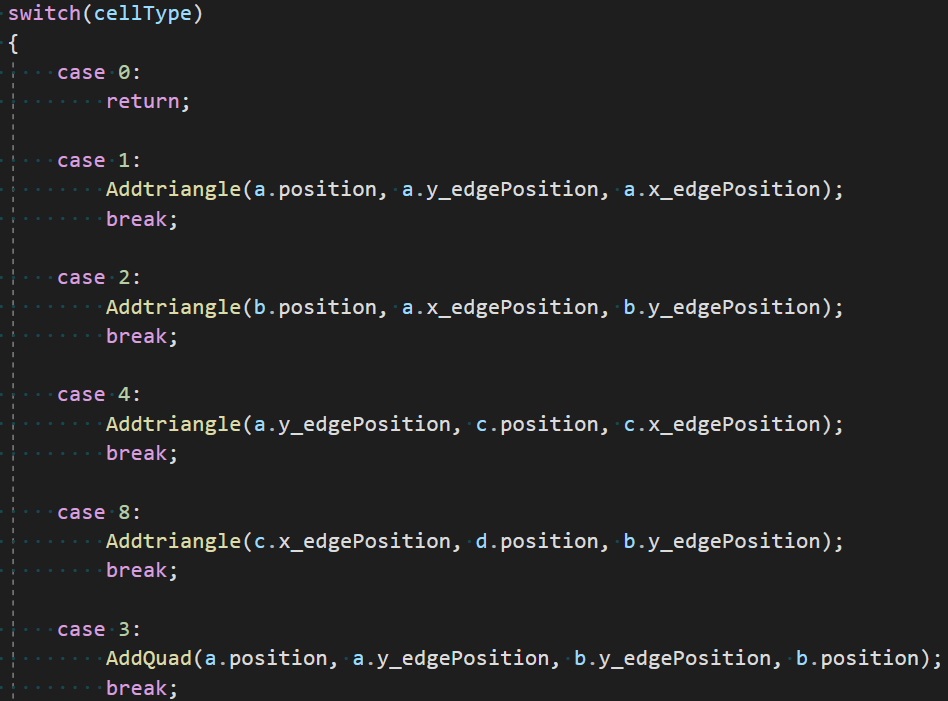 switch(cellType)
{
case 0:
return;
case 1:
Addtriangle(a.position, a.y_edgePosition, a.x_edgePosition);
break;
case 2:
Addtriangle(b.position, a.x_edgePosition, b.y_edgePosition);
break;
case 4:
Addtriangle(a.y_edgePosition, c.position, c.x_edgePosition);
break;
case 8:
Addtriangle(c.x_edgePosition, d.position, b.y_edgePosition);
break;
case 3:
AddQuad(a.position, a.y_edgePosition, b.y_edgePosition, b.position);
break;